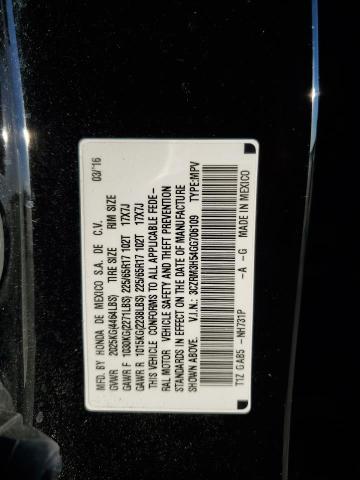 MFD. BY HONDA DE MEXICO S.A. DE C.V. 03/16
GVWR 2025KG(4464LBS) TIRE SIZE RIM SIZE
GAWR F 1030KG(2271LBS) 225/65R17 102T 17X7J
GAWR R 1015KG(2238LBS) 225/65R17 102T 17X7J
THIS VEHICLE CONFORMS TO ALL APPLICABLE FEDE-
RAL MOTOR VEHICLE SAFETY AND THEFT PREVENTION
STANDARDS IN EFFECT ON THE DATE OF MANUFACTURE
SHOWN ABOVE. V.I.N.: 3CZRM3H54GG706109 TYPE:MPV
T1Z GAB5 -NH731P -A -G MADE IN MEXICO